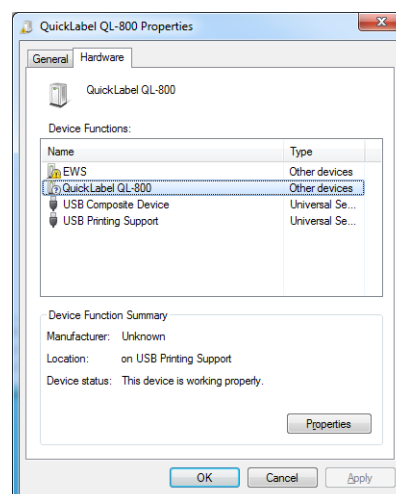 QuickLabel QL-800 Properties
General Hardware
QuickLabel QL-800
Device Functions:
Name Type
EWS Other devices
QuickLabel QL-800 Other devices
USB Composite Device Universal Se...
USB Printing Support Universal Se...
Device Function Summary
Manufacturer: Unknown
Location: on USB Printing Support
Device status: This device is working properly.
Properties
OK Cancel Apply